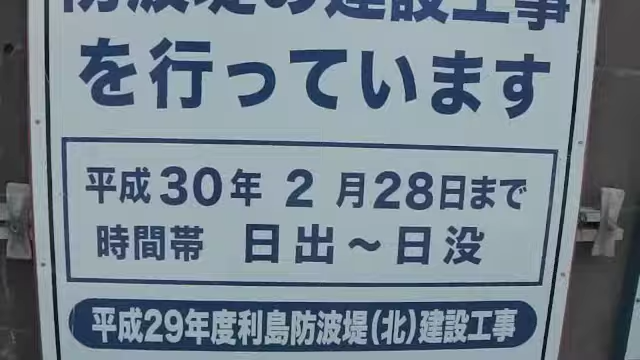 防波堤の建設工事
を行っています
平成30年 2 月28日まで
時間帯 日出～日没
平成29年度利島防波堤(北)建設工事